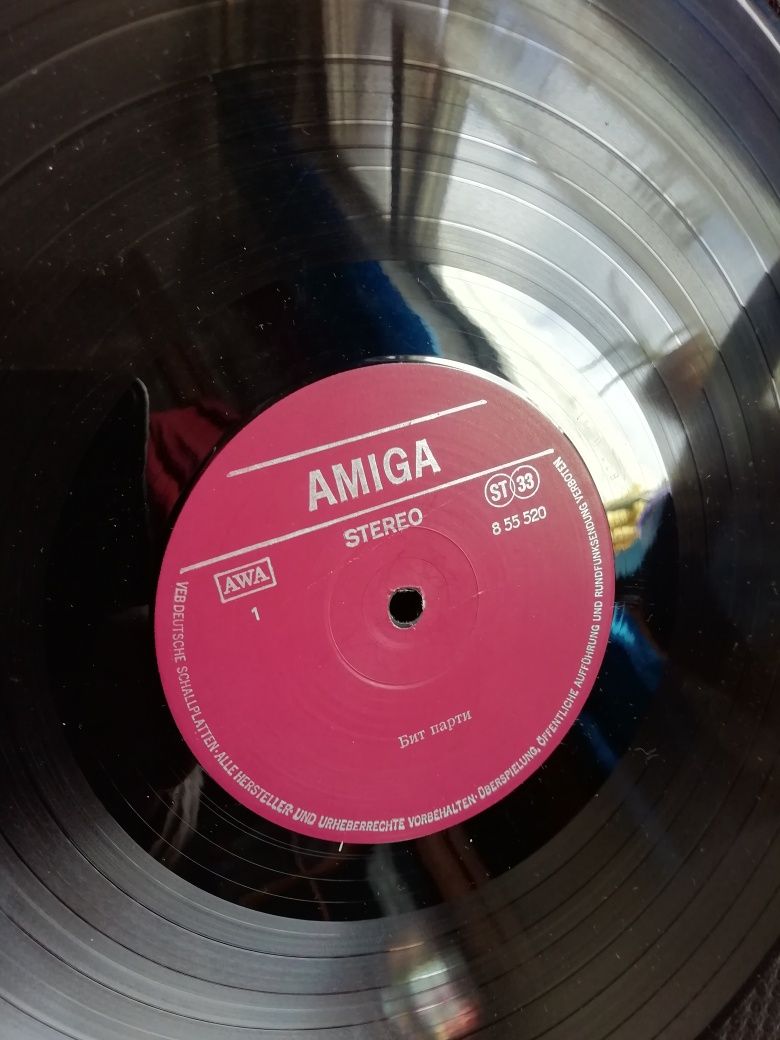 AMIGA
STEREO
ST 33
8 55 520
AWA
1
Бит парти
VEB DEUTSCHE SCHALLPLATTEN · ALLE HERSTELLER- UND URHEBERRECHTE VORBEHALTEN · ÜBERSPIELUNG, ÖFFENTLICHE AUFFÜHRUNG UND RUNDFUNKSENDUNG VERBOTEN